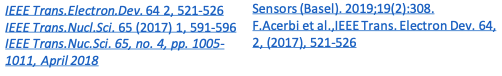 IEEE Trans.Electron.Dev. 64 2, 521-526
IEEE Trans.Nucl.Sci. 65 (2017) 1, 591-596
IEEE Trans.Nuc.Sci. 65, no. 4, pp. 1005-
1011, April 2018
Sensors (Basel). 2019;19(2):308.
F.Acerbi et al.,IEEE Trans. Electron Dev. 64,
2, (2017), 521-526